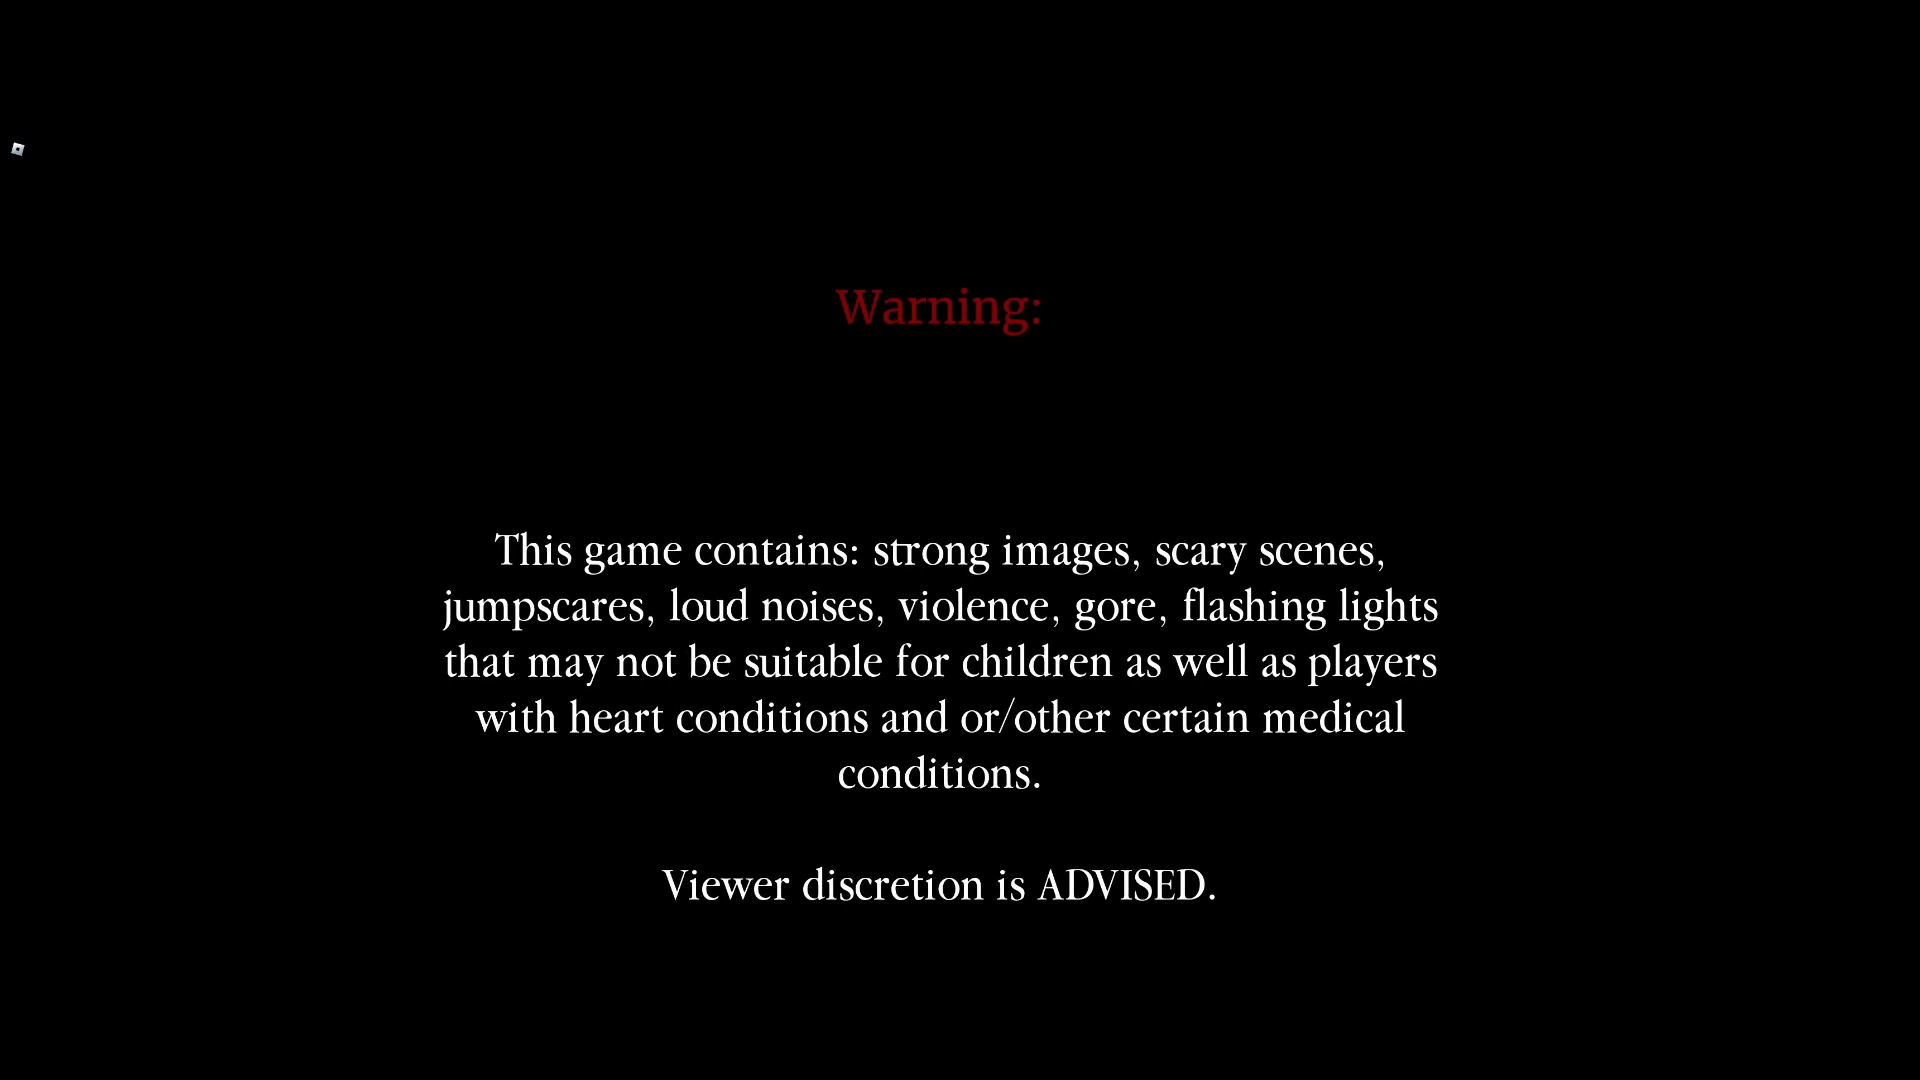 Warning:
This game contains: strong images, scary scenes,
jumpscares, loud noises, violence, gore, flashing lights
that may not be suitable for children as well as players
with heart conditions and or/other certain medical
conditions.
Viewer discretion is ADVISED.